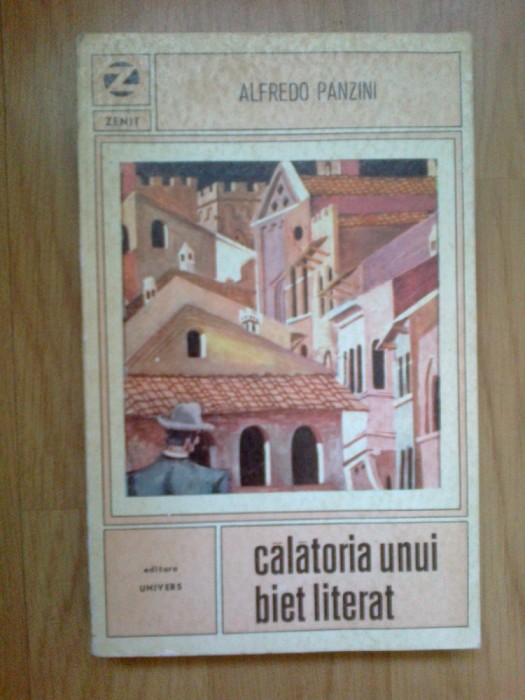 Z
ZENIT
ALFREDO PANZINI
editura
UNIVERS
călătoria unui
biet literat